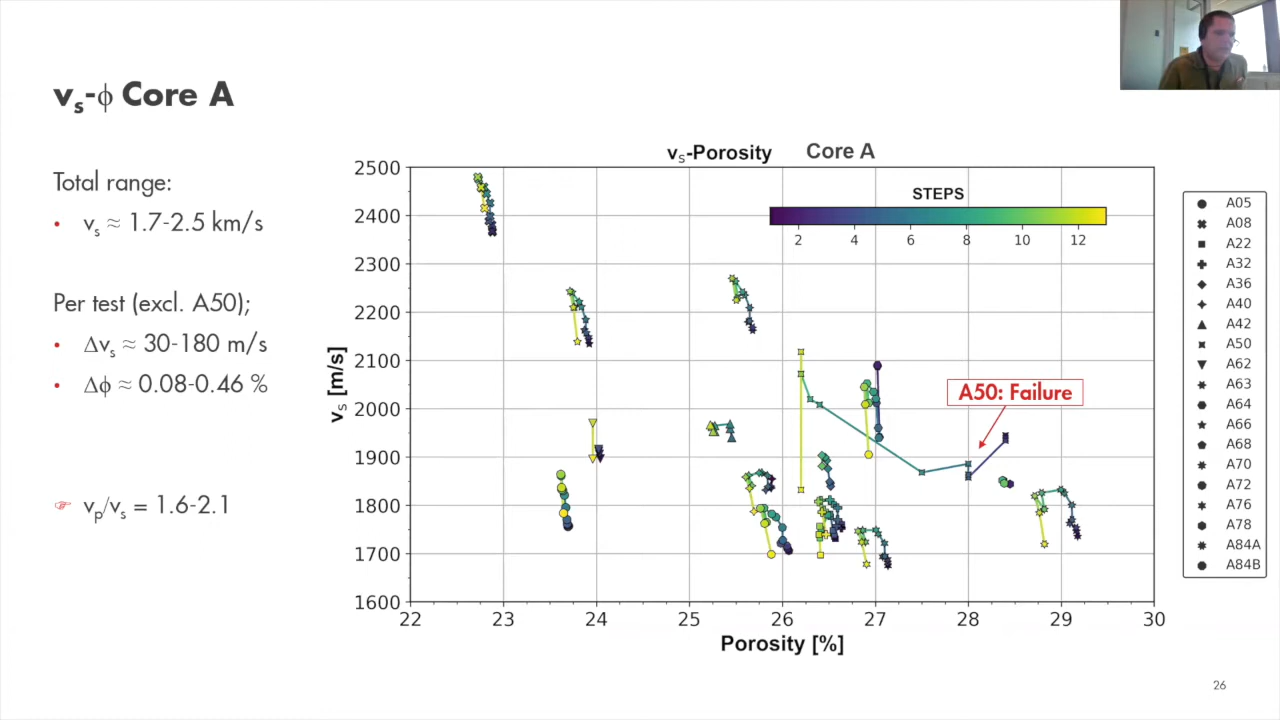 vs-ϕ Core A
Total range:
• vs ≈ 1.7-2.5 km/s
Per test (excl. A50);
• Δvs ≈ 30-180 m/s
• Δϕ ≈ 0.08-0.46 %
☞ vp/vs = 1.6-2.1
vS-Porosity Core A
STEPS
2 4 6 8 10 12
2500
2400
2300
2200
2100
2000
1900
1800
1700
1600
vs [m/s]
A50: Failure
22 23 24 25 26 27 28 29 30
Porosity [%]
A05
A08
A22
A32
A36
A40
A42
A50
A62
A63
A64
A66
A68
A70
A72
A76
A78
A84A
A84B
26